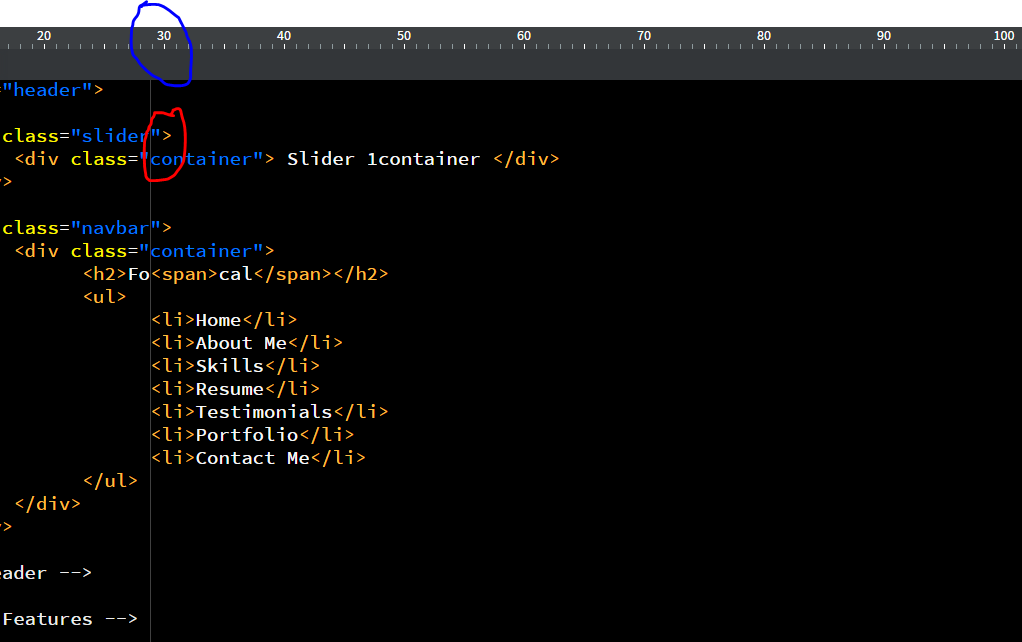 20 30 40 50 60 70 80 90 100
="header">
class="slider">
<div class="container"> Slider 1container </div>
>
class="navbar">
<div class="container">
<h2>Fo<span>cal</span></h2>
<ul>
<li>Home</li>
<li>About Me</li>
<li>Skills</li>
<li>Resume</li>
<li>Testimonials</li>
<li>Portfolio</li>
<li>Contact Me</li>
</ul>
</div>
>
eader -->
Features -->